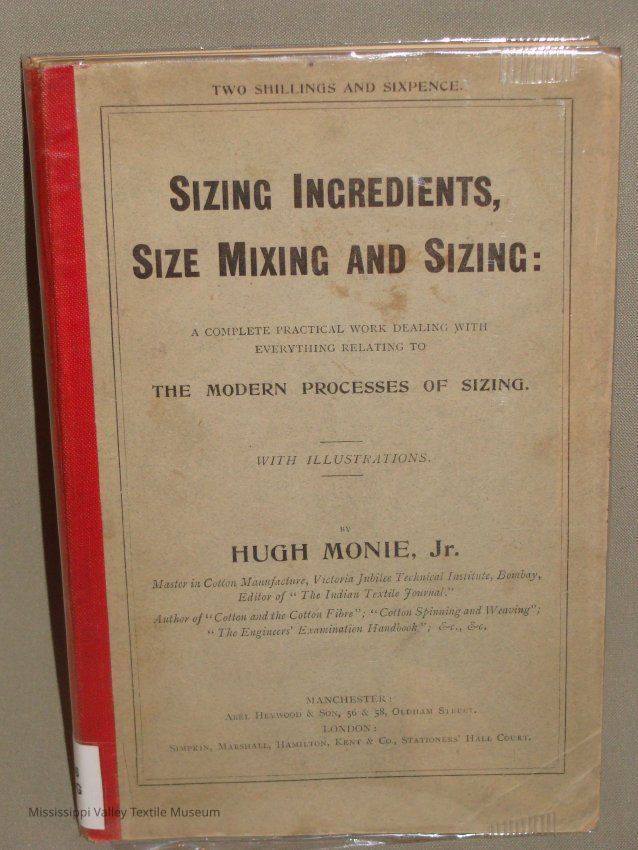 TWO SHILLINGS AND SIXPENCE.
SIZING INGREDIENTS,
SIZE MIXING AND SIZING:
A COMPLETE PRACTICAL WORK DEALING WITH
EVERYTHING RELATING TO
THE MODERN PROCESSES OF SIZING.
WITH ILLUSTRATIONS.
BY
HUGH MONIE, Jr.
Master in Cotton Manufacture, Victoria Jubilee Technical Institute, Bombay,
Editor of "The Indian Textile Journal."
Author of "Cotton and the Cotton Fibre"; "Cotton Spinning and Weaving";
"The Engineers' Examination Handbook"; &c., &c.
MANCHESTER:
ABEL HEYWOOD & SON, 56 & 58, OLDHAM STREET.
LONDON:
SIMPKIN, MARSHALL, HAMILTON, KENT & CO., STATIONERS' HALL COURT.
Mississippi Valley Textile Museum